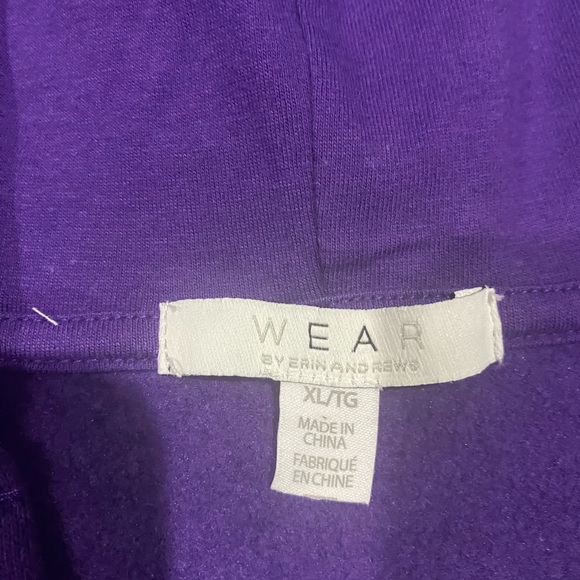 WEAR
BY ERIN ANDREWS
XL/TG
MADE IN
CHINA
FABRIQUÉ
EN CHINE